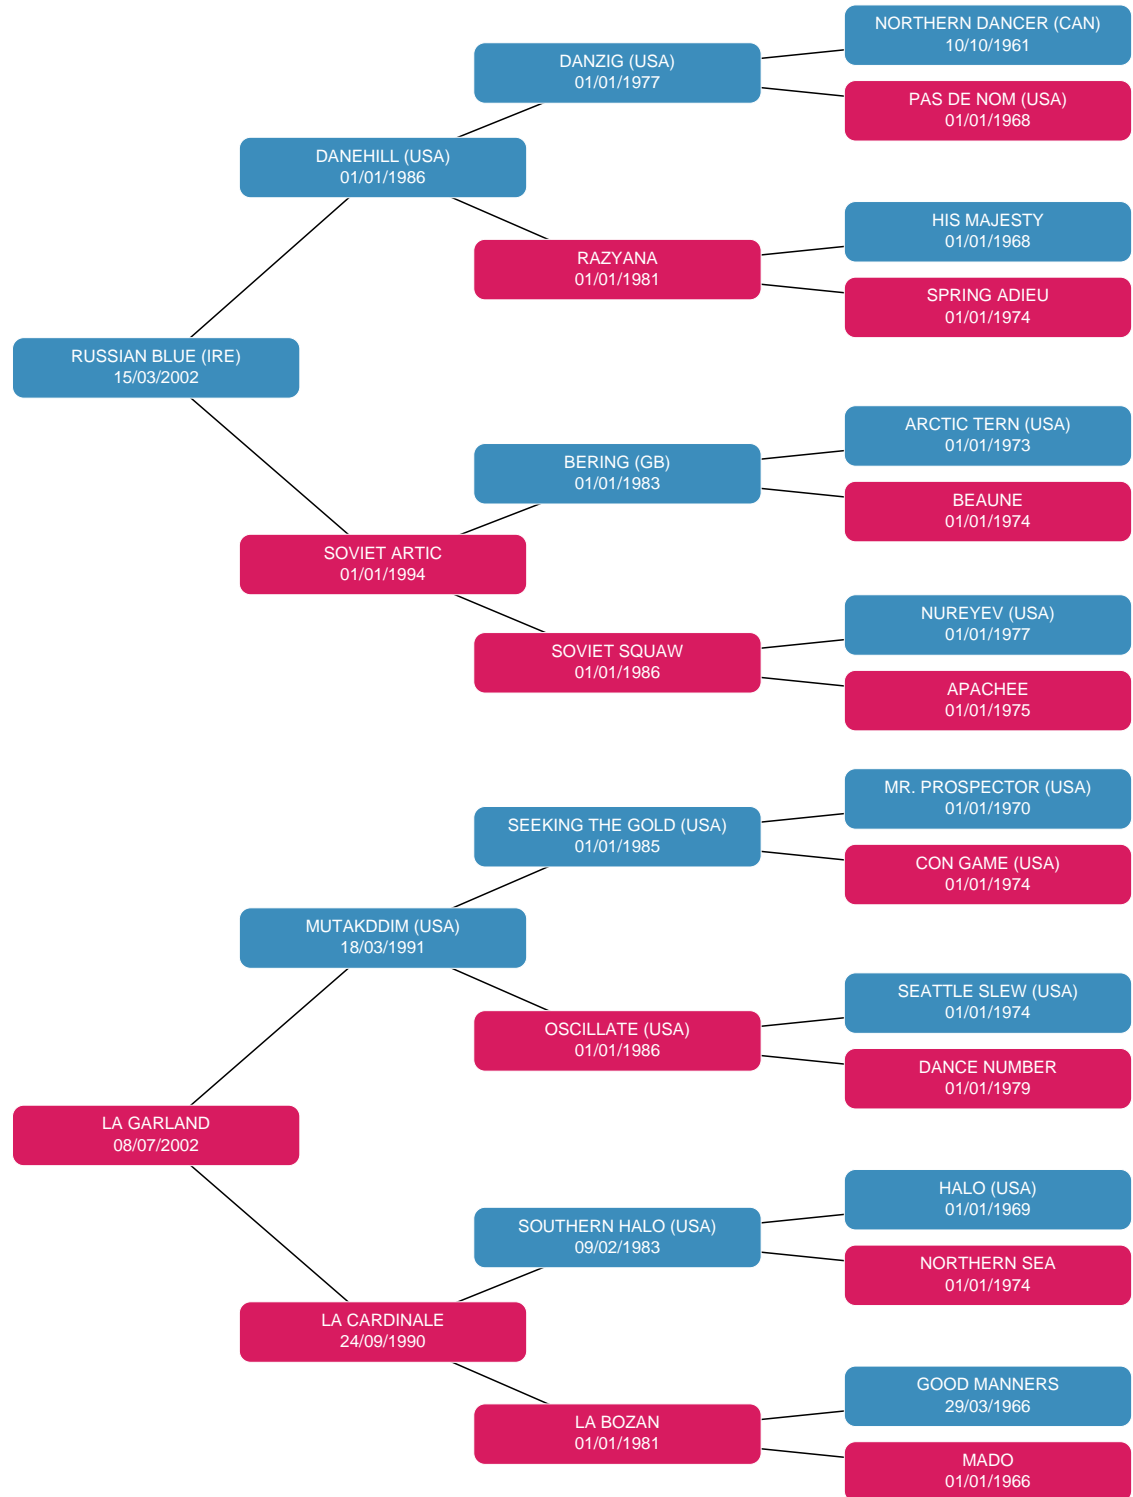 NORTHERN DANCER (CAN)
10/10/1961
DANZIG (USA)
01/01/1977
PAS DE NOM (USA)
01/01/1968
DANEHILL (USA)
01/01/1986
HIS MAJESTY
01/01/1968
RAZYANA
01/01/1981
SPRING ADIEU
01/01/1974
RUSSIAN BLUE (IRE)
15/03/2002
ARCTIC TERN (USA)
01/01/1973
BERING (GB)
01/01/1983
BEAUNE
01/01/1974
SOVIET ARTIC
01/01/1994
NUREYEV (USA)
01/01/1977
SOVIET SQUAW
01/01/1986
APACHEE
01/01/1975
MR. PROSPECTOR (USA)
01/01/1970
SEEKING THE GOLD (USA)
01/01/1985
CON GAME (USA)
01/01/1974
MUTAKDDIM (USA)
18/03/1991
SEATTLE SLEW (USA)
01/01/1974
OSCILLATE (USA)
01/01/1986
DANCE NUMBER
01/01/1979
LA GARLAND
08/07/2002
HALO (USA)
01/01/1969
SOUTHERN HALO (USA)
09/02/1983
NORTHERN SEA
01/01/1974
LA CARDINALE
24/09/1990
GOOD MANNERS
29/03/1966
LA BOZAN
01/01/1981
MADO
01/01/1966